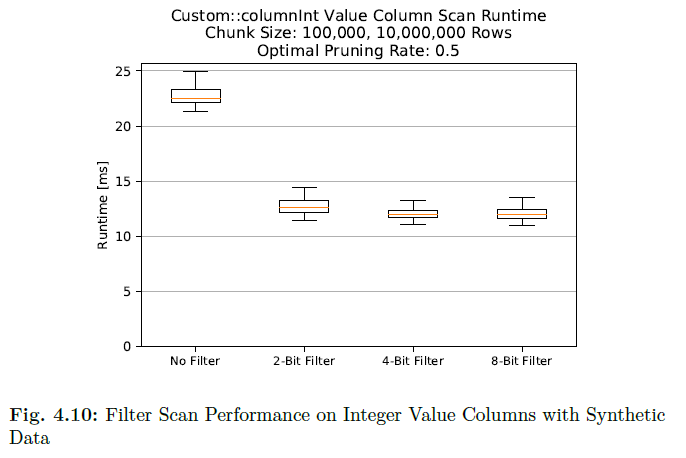 Custom::columnInt Value Column Scan Runtime
Chunk Size: 100,000, 10,000,000 Rows
Optimal Pruning Rate: 0.5
25
20
15
10
5
0
Runtime [ms]
No Filter
2-Bit Filter
4-Bit Filter
8-Bit Filter
Fig. 4.10: Filter Scan Performance on Integer Value Columns with Synthetic
Data